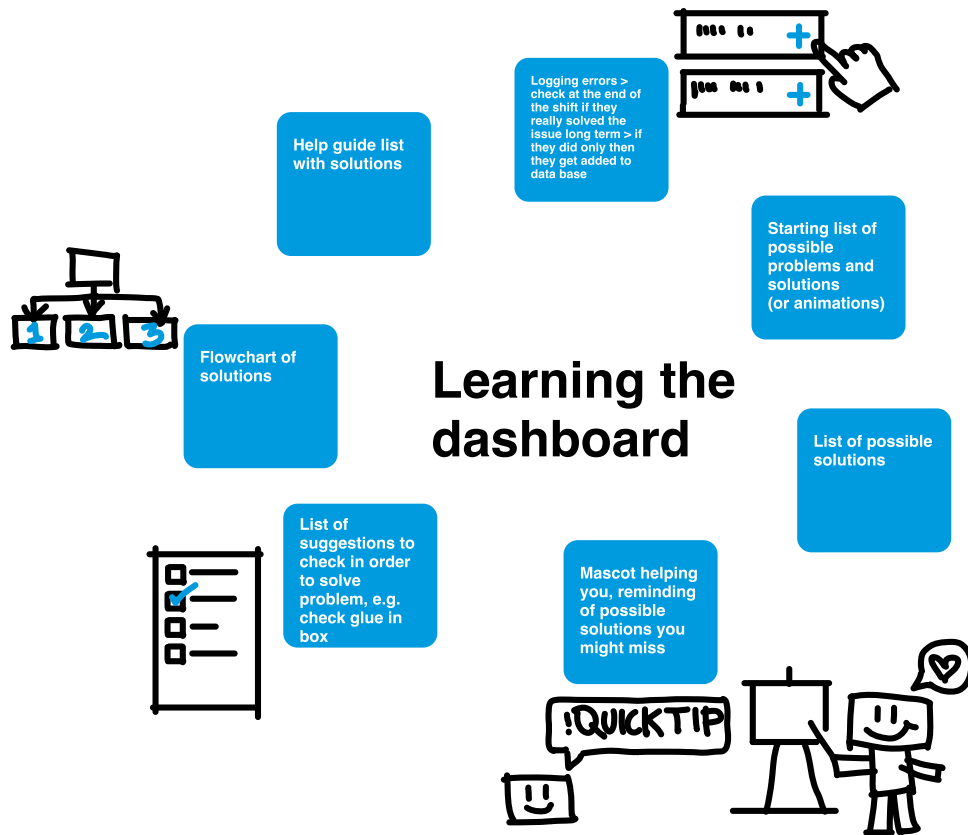 Logging errors >
check at the end of
the shift if they
really solved the
issue long term > if
they did only then
they get added to
data base
Help guide list
with solutions
Starting list of
possible
problems and
solutions
(or animations)
1 2 3
Flowchart of
solutions
Learning the
dashboard
List of possible
solutions
List of
suggestions to
check in order
to solve
problem, e.g.
check glue in
box
Mascot helping
you, reminding
of possible
solutions you
might miss
!QUICKTIP